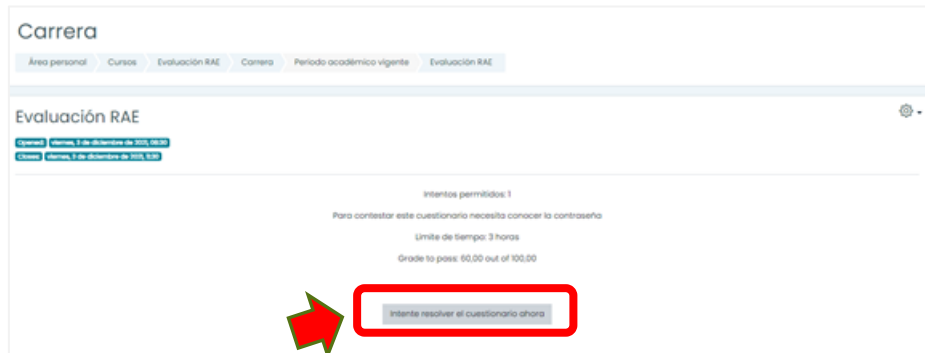 Carrera
Área personal Cursos Evaluación RAE Carrera Periodo académico vigente Evaluación RAE
Evaluación RAE
Opened: viernes, 3 de diciembre de 2021, 08:30
Closes: viernes, 3 de diciembre de 2021, 11:30
Intentos permitidos: 1
Para contestar este cuestionario necesita conocer la contraseña
Límite de tiempo: 3 horas
Grade to pass: 60,00 out of 100,00
Intente resolver el cuestionario ahora